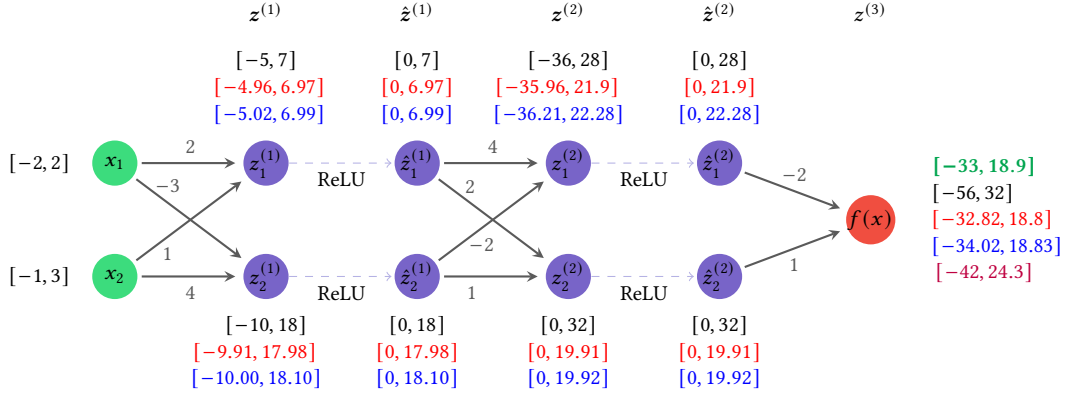 z^(1) ẑ^(1) z^(2) ẑ^(2) z^(3)
[−5, 7] [0, 7] [−36, 28] [0, 28]
[−4.96, 6.97] [0, 6.97] [−35.96, 21.9] [0, 21.9]
[−5.02, 6.99] [0, 6.99] [−36.21, 22.28] [0, 22.28]
[−2, 2] x₁ 2 z₁^(1) ReLU ẑ₁^(1) 4 z₁^(2) ReLU ẑ₁^(2)
−3 2 −2
[−33, 18.9]
[−56, 32]
f(x) [−32.82, 18.8]
[−34.02, 18.83]
[−42, 24.3]
1 −2 1
[−1, 3] x₂ 4 z₂^(1) ReLU ẑ₂^(1) 1 z₂^(2) ReLU ẑ₂^(2)
[−10, 18] [0, 18] [0, 32] [0, 32]
[−9.91, 17.98] [0, 17.98] [0, 19.91] [0, 19.91]
[−10.00, 18.10] [0, 18.10] [0, 19.92] [0, 19.92]